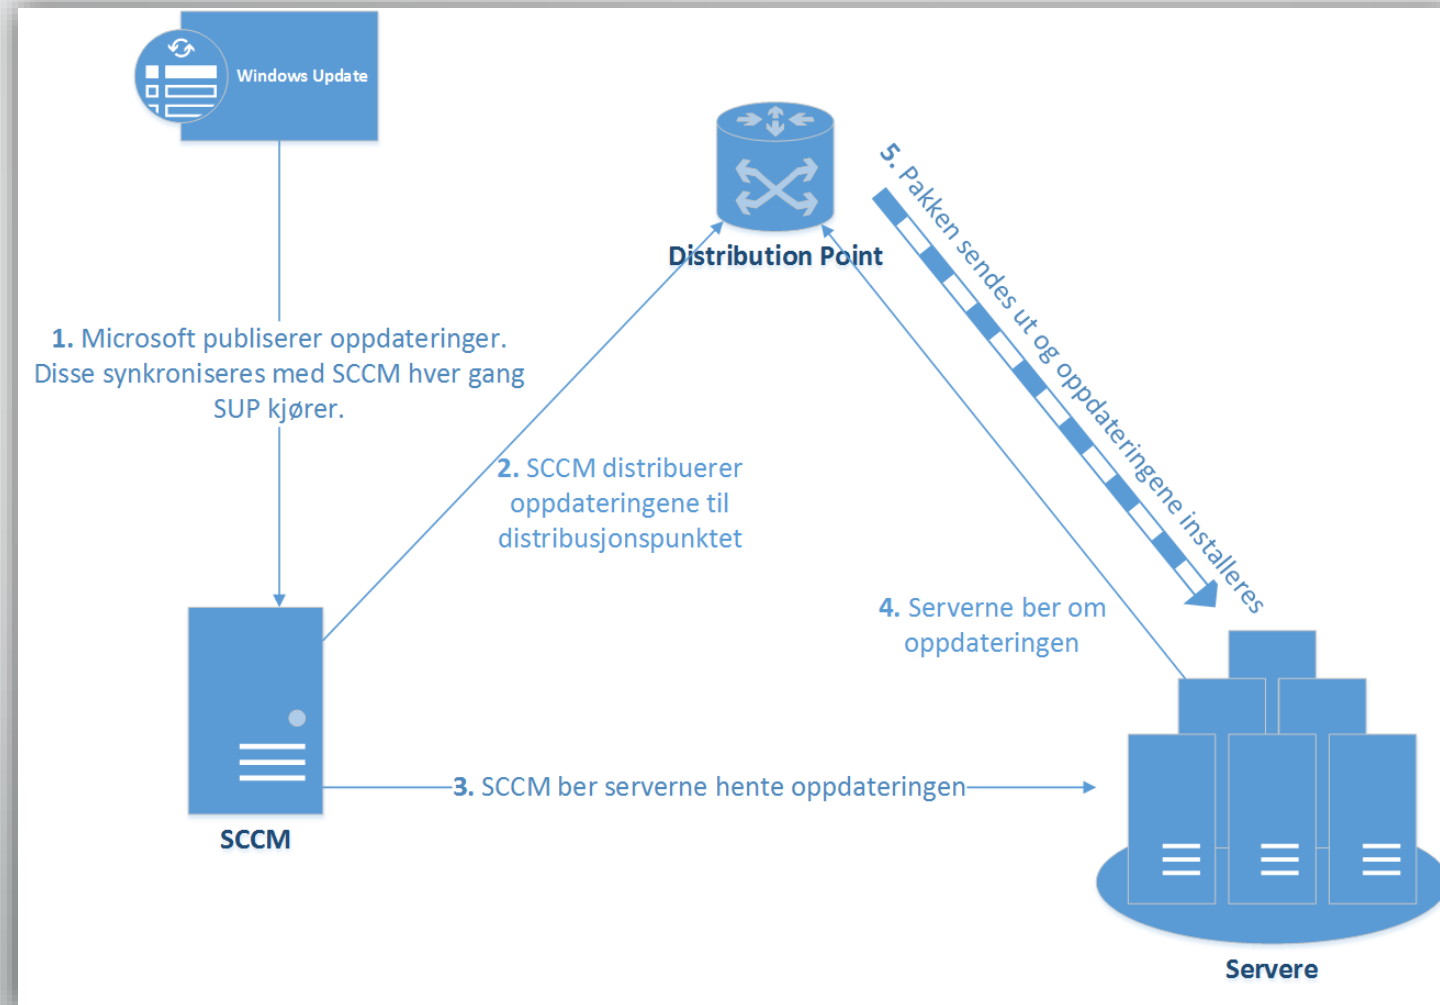 Windows Update
Distribution Point
5. Pakken sendes ut og oppdateringene installeres
1. Microsoft publiserer oppdateringer.
Disse synkroniseres med SCCM hver gang
SUP kjører.
2. SCCM distribuerer
oppdateringene til
distribusjonspunktet
4. Serverne ber om
oppdateringen
3. SCCM ber serverne hente oppdateringen
SCCM
Servere